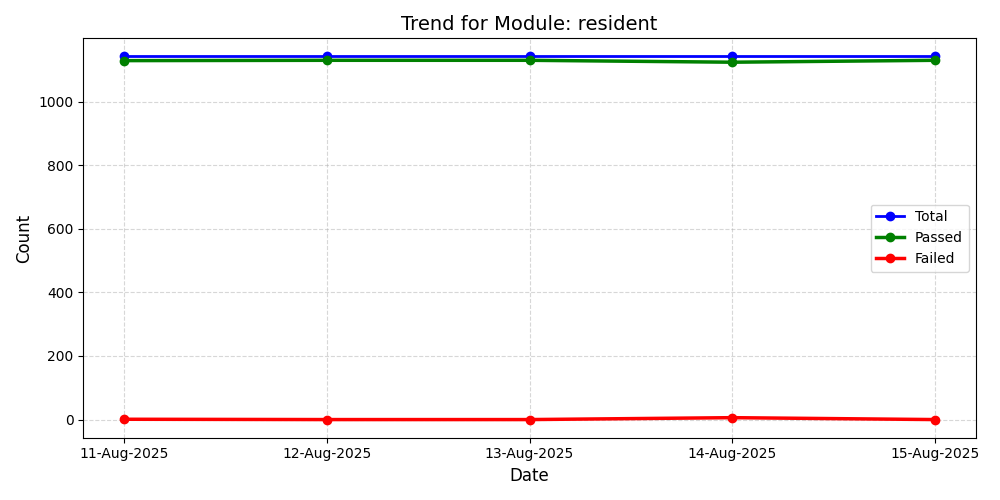 Trend for Module: resident
Count
1000
800
600
400
200
0
Total
Passed
Failed
11-Aug-2025
12-Aug-2025
13-Aug-2025
14-Aug-2025
15-Aug-2025
Date